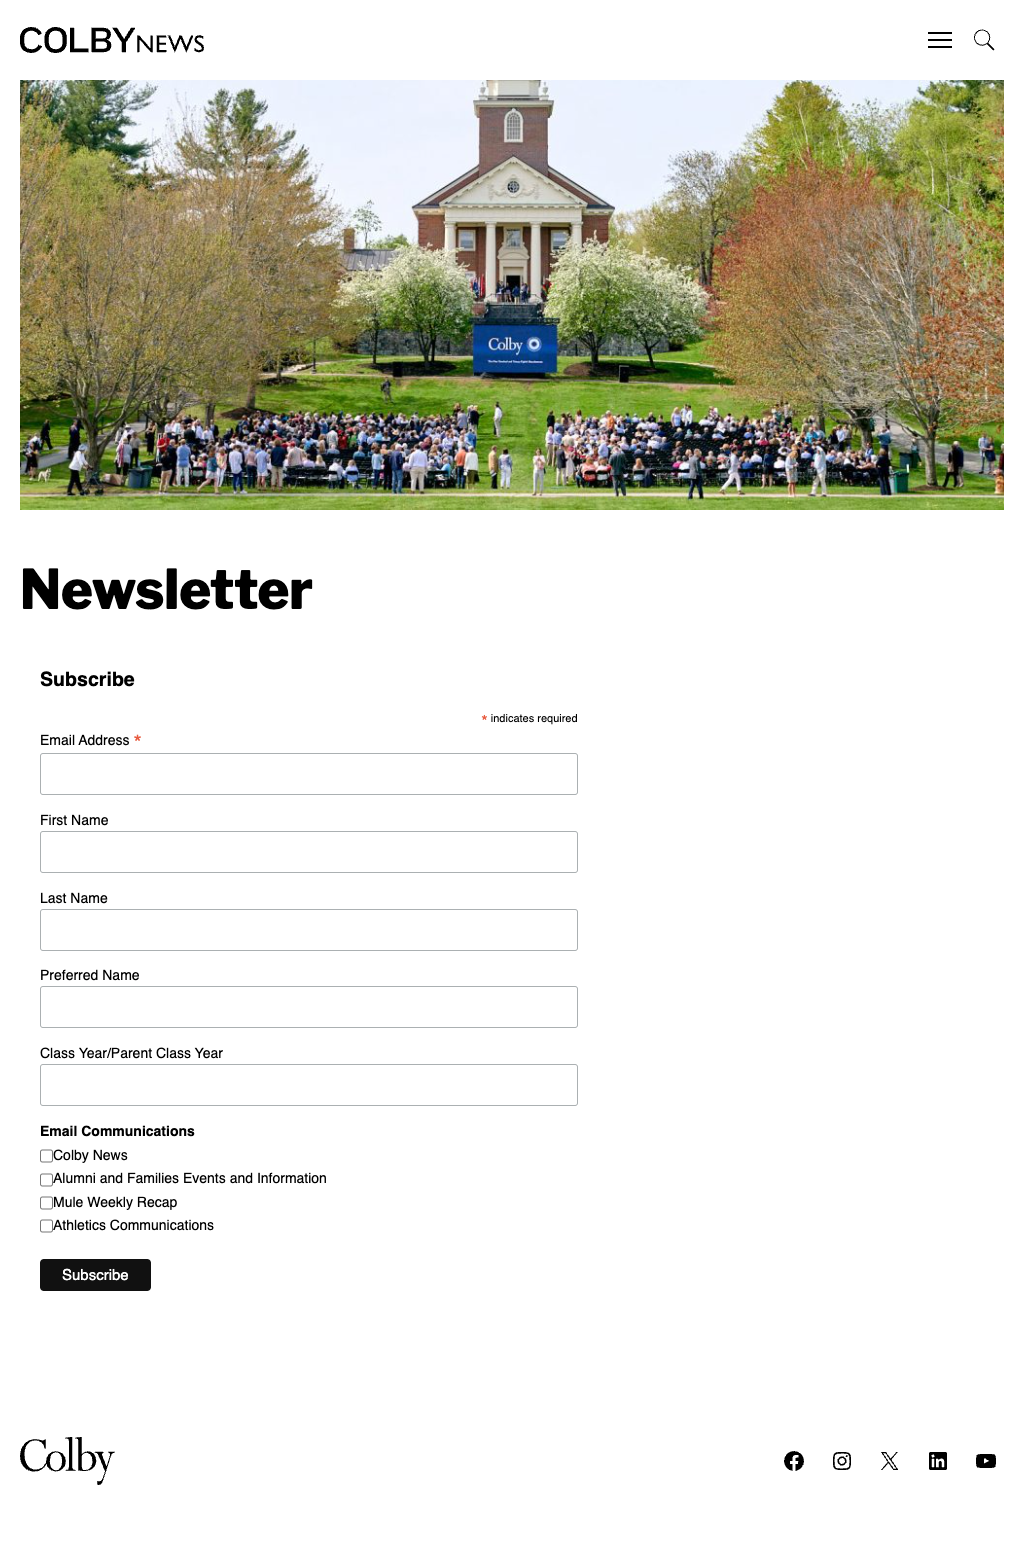 COLBYNEWS
Colby
Newsletter
Subscribe
* indicates required
Email Address *
First Name
Last Name
Preferred Name
Class Year/Parent Class Year
Email Communications
Colby News
Alumni and Families Events and Information
Mule Weekly Recap
Athletics Communications
Subscribe
Colby